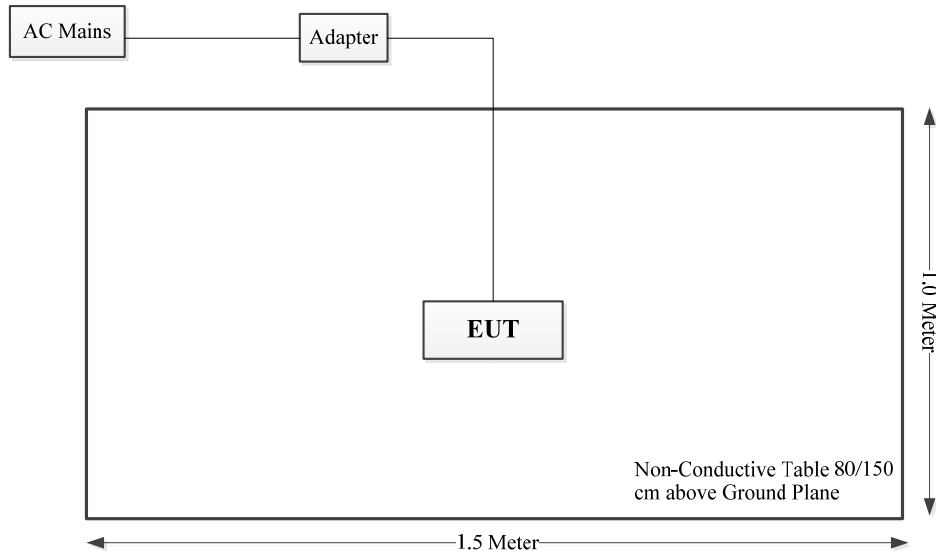 AC Mains
Adapter
EUT
1.0 Meter
Non-Conductive Table 80/150
cm above Ground Plane
1.5 Meter